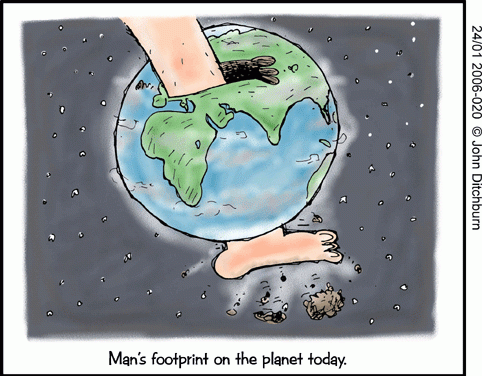 24/01 2006-020 © John Ditchburn
Man's footprint on the planet today.